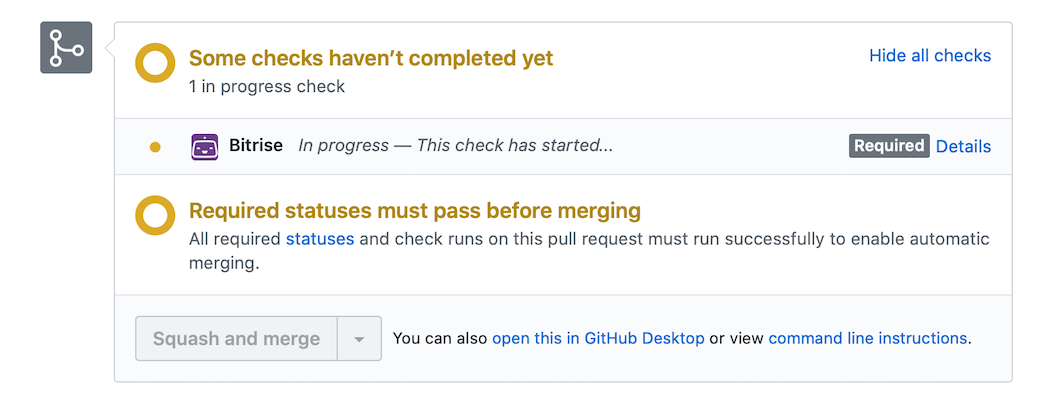 Some checks haven’t completed yet
Hide all checks
1 in progress check
Bitrise In progress — This check has started...
Required Details
Required statuses must pass before merging
All required statuses and check runs on this pull request must run successfully to enable automatic
merging.
Squash and merge
You can also open this in GitHub Desktop or view command line instructions.